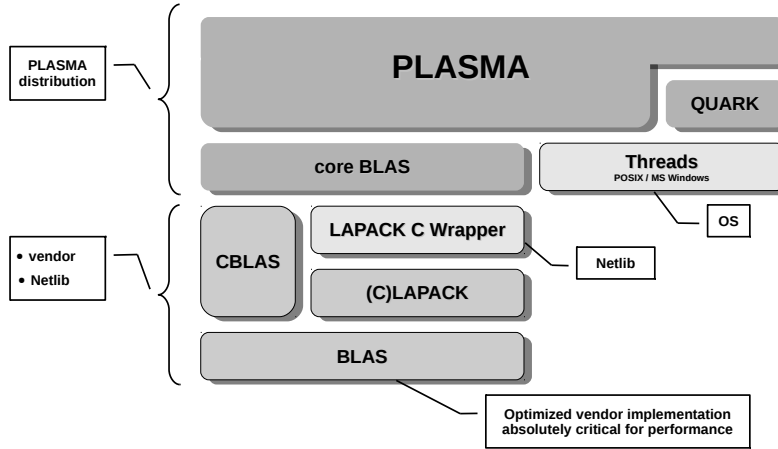 PLASMA
distribution
PLASMA
QUARK
core BLAS
Threads
POSIX / MS Windows
OS
• vendor
• Netlib
CBLAS
LAPACK C Wrapper
Netlib
(C)LAPACK
BLAS
Optimized vendor implementation
absolutely critical for performance